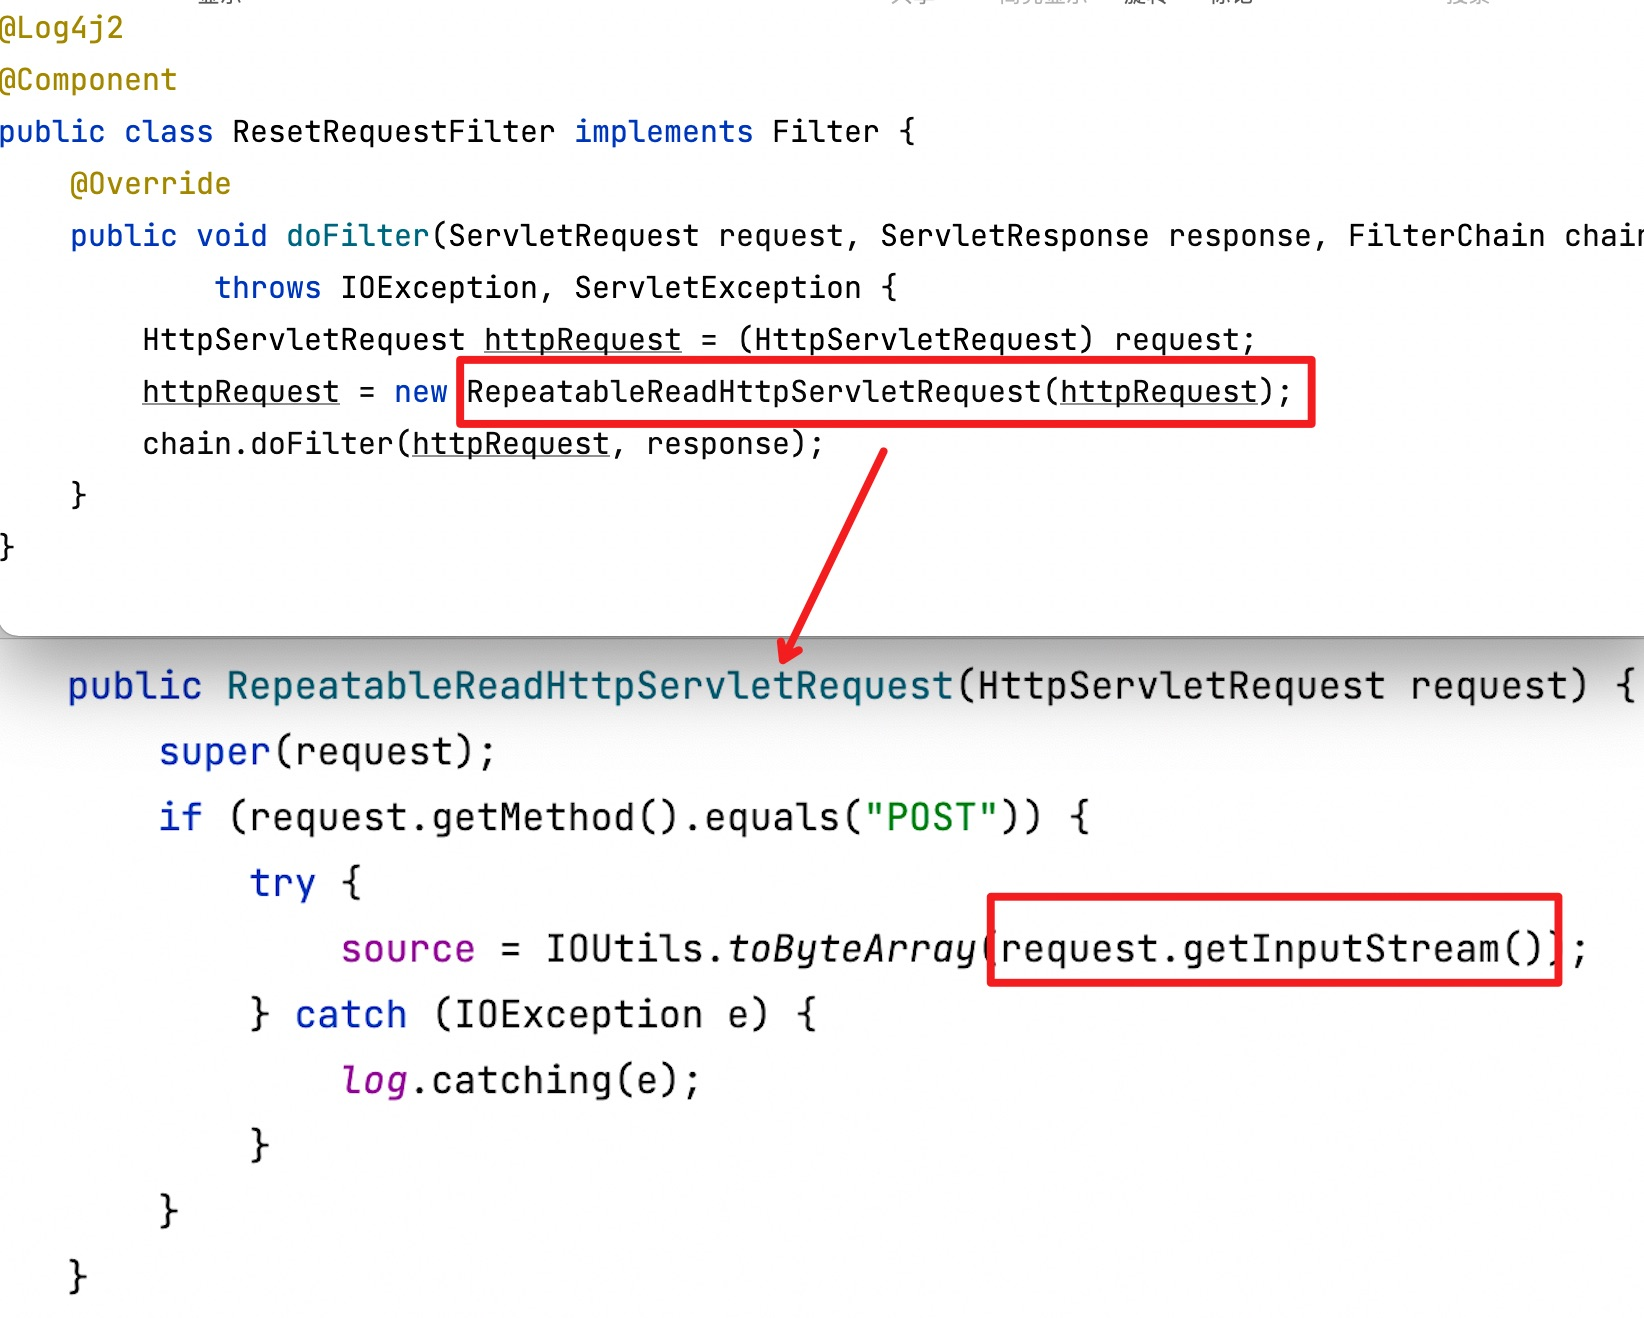 @Log4j2
@Component
public class ResetRequestFilter implements Filter {
@Override
public void doFilter(ServletRequest request, ServletResponse response, FilterChain chain
throws IOException, ServletException {
HttpServletRequest httpRequest = (HttpServletRequest) request;
httpRequest = new RepeatableReadHttpServletRequest(httpRequest);
chain.doFilter(httpRequest, response);
}
}
public RepeatableReadHttpServletRequest(HttpServletRequest request) {
super(request);
if (request.getMethod().equals("POST")) {
try {
source = IOUtils.toByteArray(request.getInputStream());
} catch (IOException e) {
log.catching(e);
}
}
}